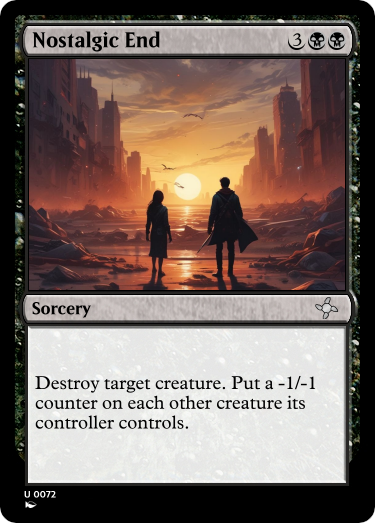 Nostalgic End 3
Sorcery
Destroy target creature. Put a -1/-1
counter on each other creature its
controller controls.
U 0072